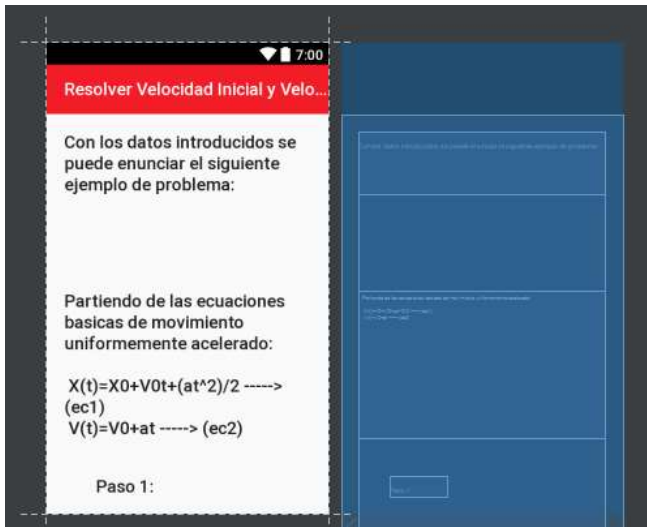 7:00
Resolver Velocidad Inicial y Velo...
Con los datos introducidos se
puede enunciar el siguiente
ejemplo de problema:
Partiendo de las ecuaciones
basicas de movimiento
uniformemente acelerado:
X(t)=X0+V0t+(at^2)/2 ----->
(ec1)
V(t)=V0+at -----> (ec2)
Paso 1: